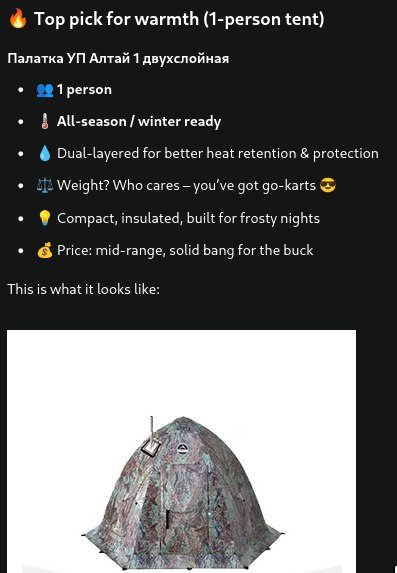 🔥 Top pick for warmth (1-person tent)
Палатка УП Алтай 1 двухслойная
• 👥 1 person
• 🌡️ All-season / winter ready
• 💧 Dual-layered for better heat retention & protection
• ⚖️ Weight? Who cares – you’ve got go-karts 😎
• 💡 Compact, insulated, built for frosty nights
• 💰 Price: mid-range, solid bang for the buck
This is what it looks like: